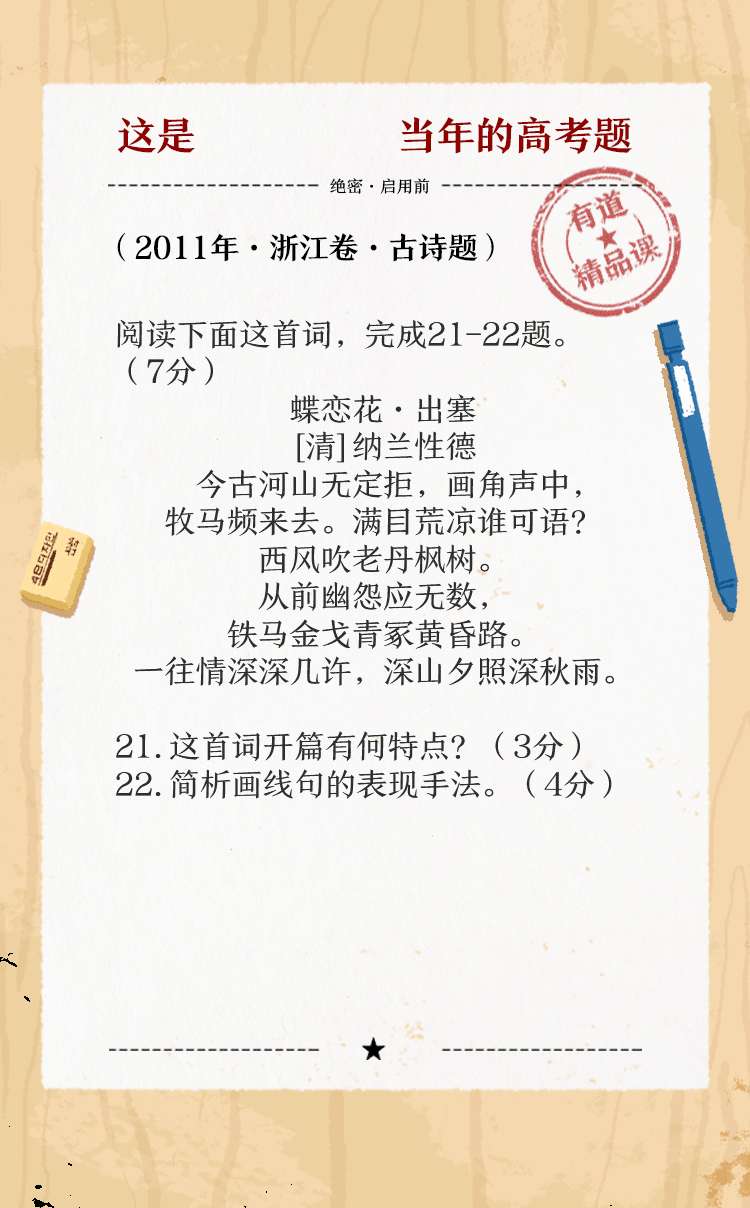 这是 当年的高考题
绝密·启用前
有道
精品课
（2011年·浙江卷·古诗题）
阅读下面这首词，完成21-22题。
（7分）
蝶恋花·出塞
[清]纳兰性德
今古河山无定拒，画角声中，
牧马频来去。满目荒凉谁可语？
西风吹老丹枫树。
从前幽怨应无数，
铁马金戈青冢黄昏路。
一往情深深几许，深山夕照深秋雨。
21.这首词开篇有何特点？（3分）
22.简析画线句的表现手法。（4分）